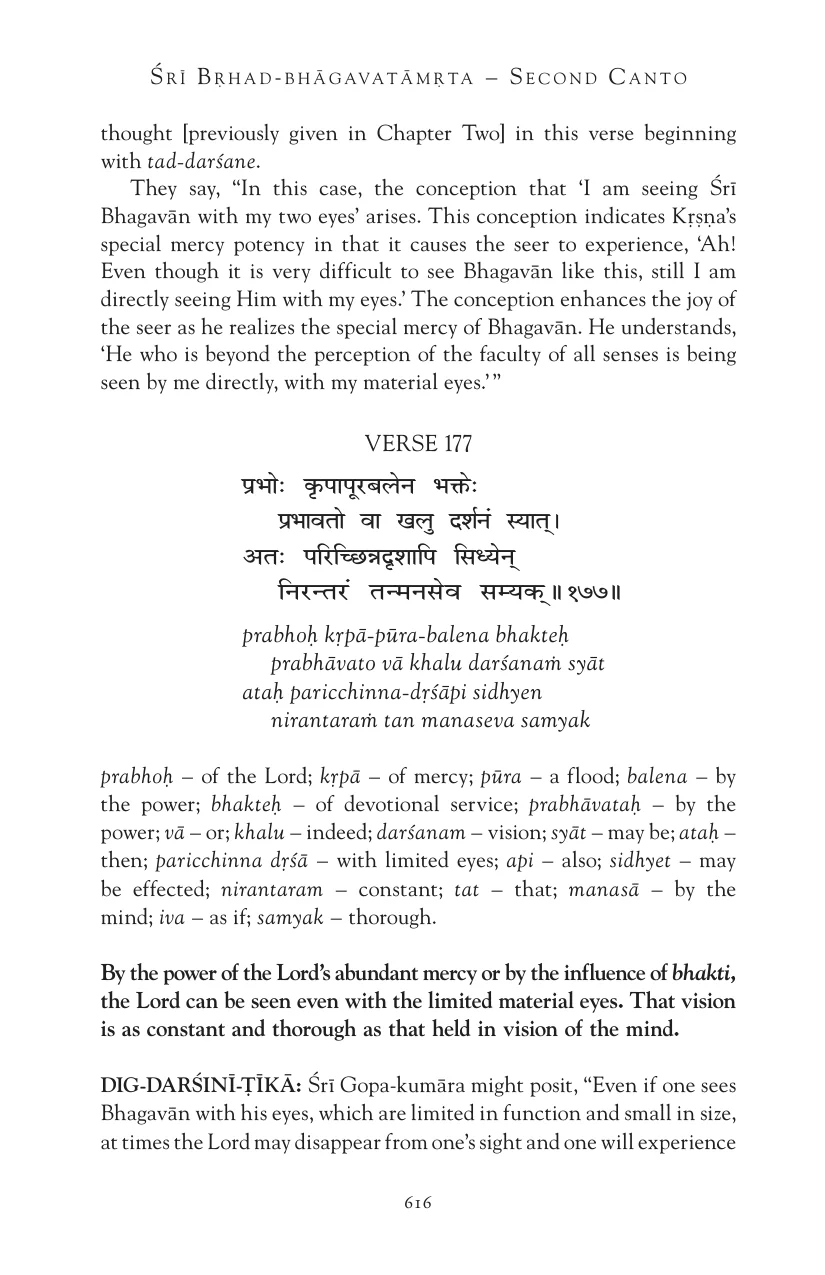 Śrī Bṛhad-bhāgavatāmṛta – Second Canto
thought [previously given in Chapter Two] in this verse beginning
with tad-darśane.
They say, “In this case, the conception that ‘I am seeing Śrī
Bhagavān with my two eyes’ arises. This conception indicates Kṛṣṇa’s
special mercy potency in that it causes the seer to experience, ‘Ah!
Even though it is very difficult to see Bhagavān like this, still I am
directly seeing Him with my eyes.’ The conception enhances the joy of
the seer as he realizes the special mercy of Bhagavān. He understands,
‘He who is beyond the perception of the faculty of all senses is being
seen by me directly, with my material eyes.’ ”
VERSE 177
प्रभोः कृपापूरबलेन भक्तेः
प्रभावतो वा खलु दर्शनं स्यात्।
अतः परिच्छिन्नदृशापि सिध्येन्
निरन्तरं तन्मनसेव सम्यक्॥१७७॥
prabhoḥ kṛpā-pūra-balena bhakteḥ
prabhāvato vā khalu darśanaṁ syāt
ataḥ paricchinna-dṛśāpi sidhyen
nirantaraṁ tan manaseva samyak
prabhoḥ – of the Lord; kṛpā – of mercy; pūra – a flood; balena – by
the power; bhakteḥ – of devotional service; prabhāvataḥ – by the
power; vā – or; khalu – indeed; darśanam – vision; syāt – may be; ataḥ –
then; paricchinna dṛśā – with limited eyes; api – also; sidhyet – may
be effected; nirantaram – constant; tat – that; manasā – by the
mind; iva – as if; samyak – thorough.
By the power of the Lord’s abundant mercy or by the influence of bhakti,
the Lord can be seen even with the limited material eyes. That vision
is as constant and thorough as that held in vision of the mind.
DIG-DARŚINĪ-ṬĪKĀ: Śrī Gopa-kumāra might posit, “Even if one sees
Bhagavān with his eyes, which are limited in function and small in size,
at times the Lord may disappear from one’s sight and one will experience
616